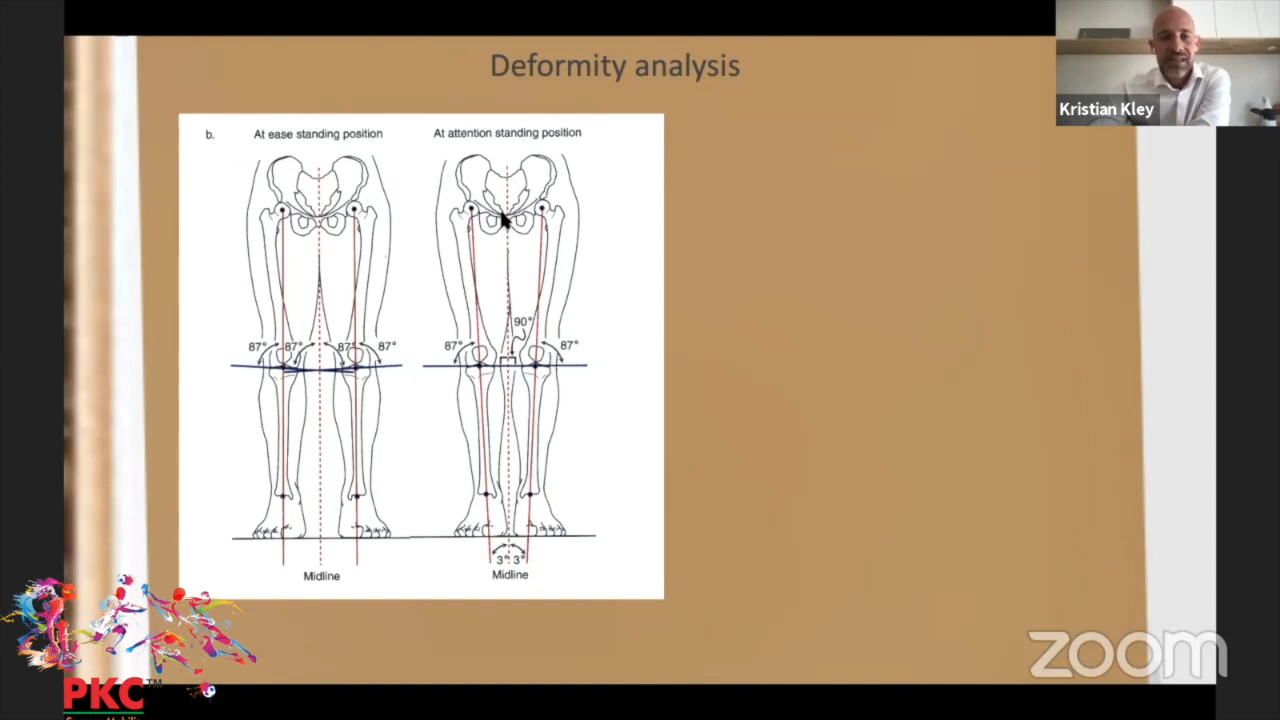 Deformity analysis
Kristian Kley
b. At ease standing position At attention standing position
90°
87° 87° 87° 87° 87° 87°
3° 3°
Midline Midline
zoom
PKC™